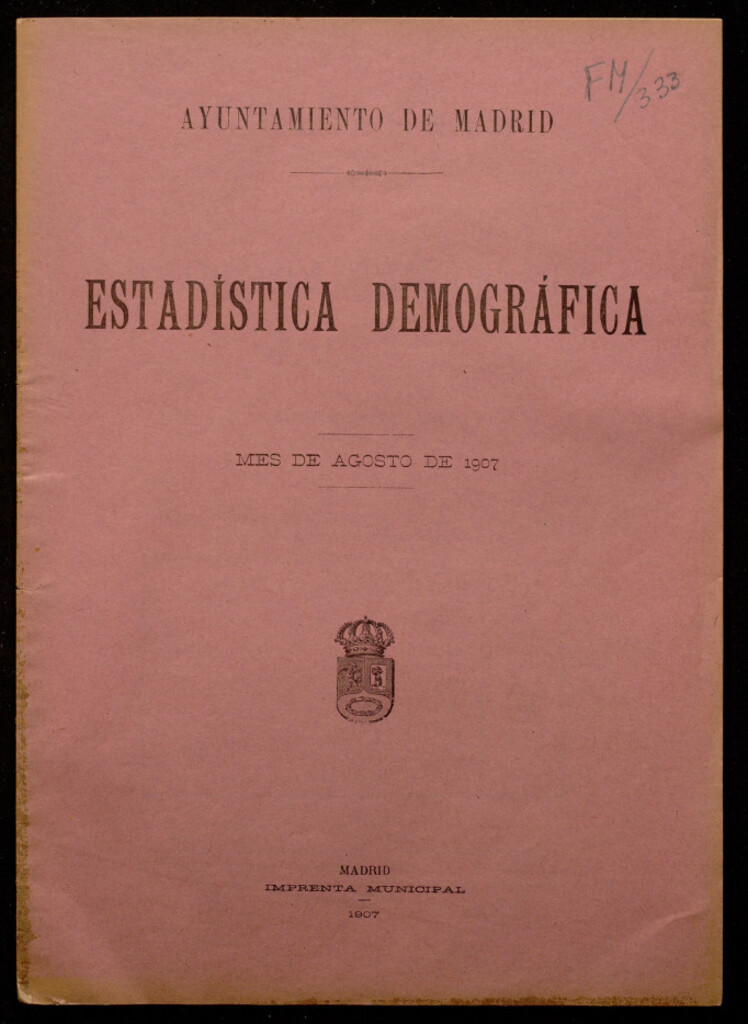 FM/333
AYUNTAMIENTO DE MADRID
ESTADÍSTICA DEMOGRÁFICA
MES DE AGOSTO DE 1907
MADRID
IMPRENTA MUNICIPAL
1907